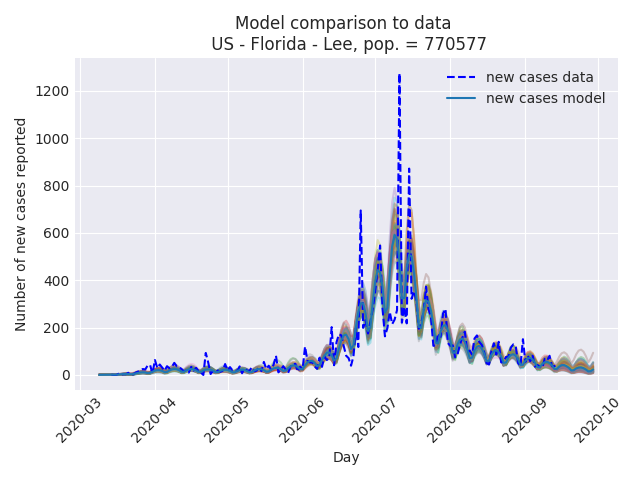 Model comparison to data
US - Florida - Lee, pop. = 770577
new cases data
new cases model
Number of new cases reported
1200
1000
800
600
400
200
0
2020-03
2020-04
2020-05
2020-06
2020-07
2020-08
2020-09
2020-10
Day